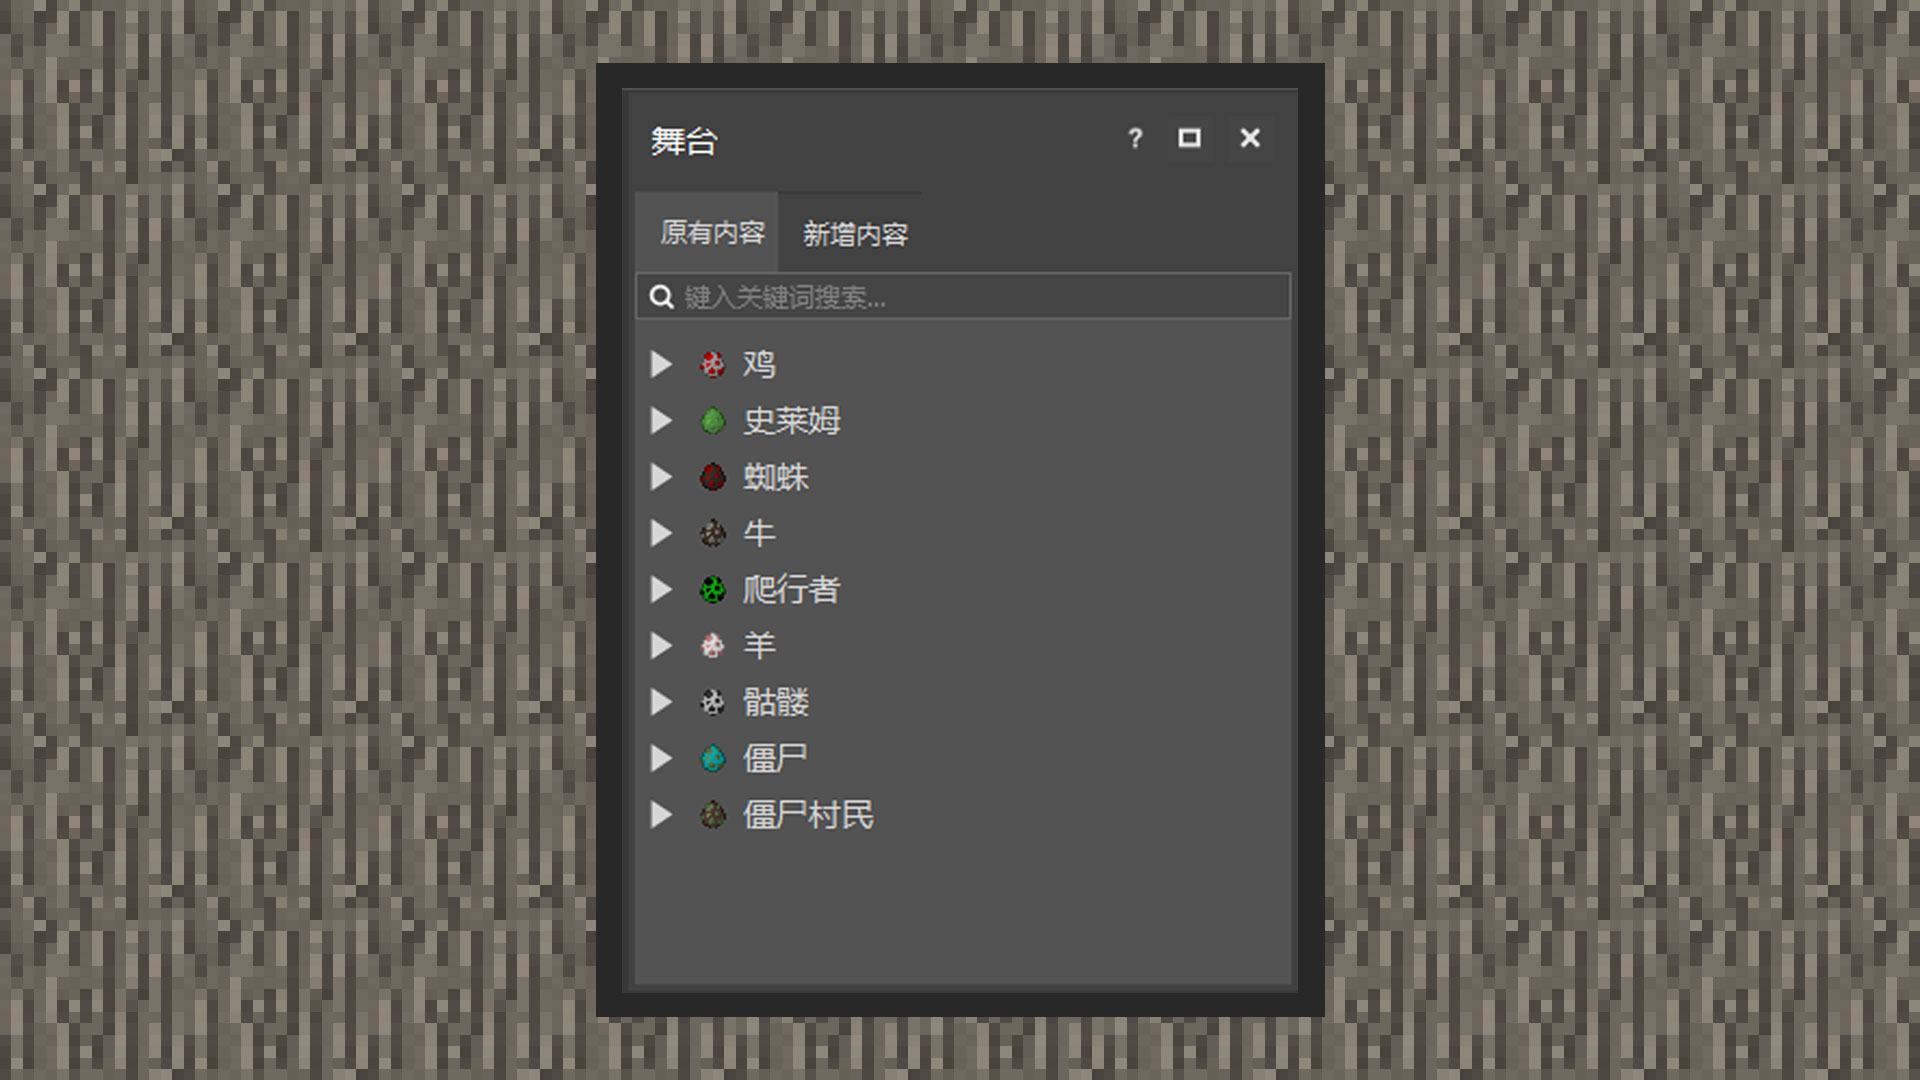 舞台
?
原有内容 新增内容
键入关键词搜索...
鸡
史莱姆
蜘蛛
牛
爬行者
羊
骷髅
僵尸
僵尸村民